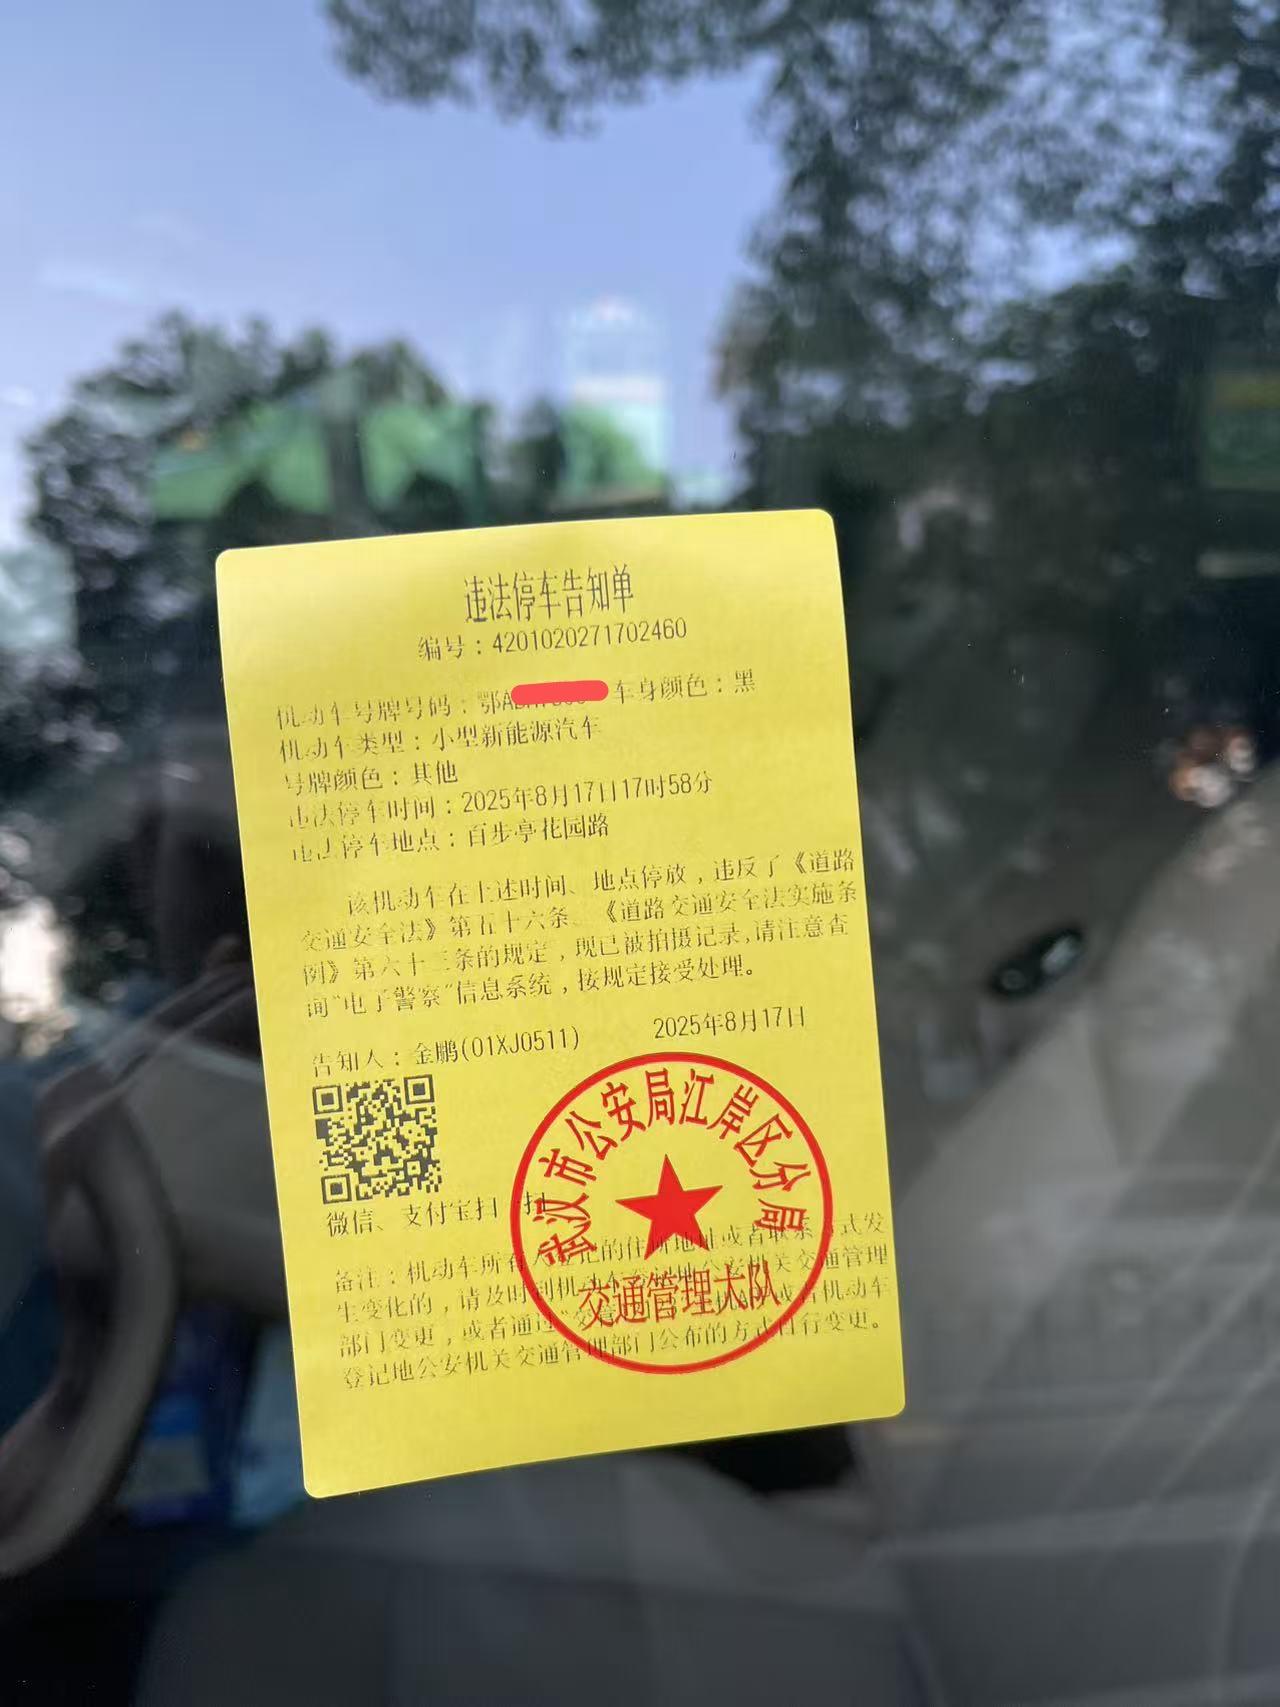 违法停车告知单
编号：4201020271702460
机动车号牌号码：鄂A 车身颜色：黑
机动车类型：小型新能源汽车
号牌颜色：其他
违法停车时间：2025年8月17日17时58分
违法停车地点：百步亭花园路
该机动车在上述时间、地点停放，违反了《道路
交通安全法》第五十六条、《道路交通安全法实施条
例》第六十三条的规定，现已被拍摄记录,请注意查
询“电子警察”信息系统，按规定接受处理。
告知人：金鹏(01XJ0511) 2025年8月17日
武汉市公安局江岸区分局
交通管理大队
微信、支付宝扫一扫
备注：机动车所有人登记的住所地址或者联系方式发
生变化的，请及时到机动车登记地公安机关交通管理
部门变更，或者通过“交管 APP或者机动车
登记地公安机关交通管理部门公布的方式自行变更。